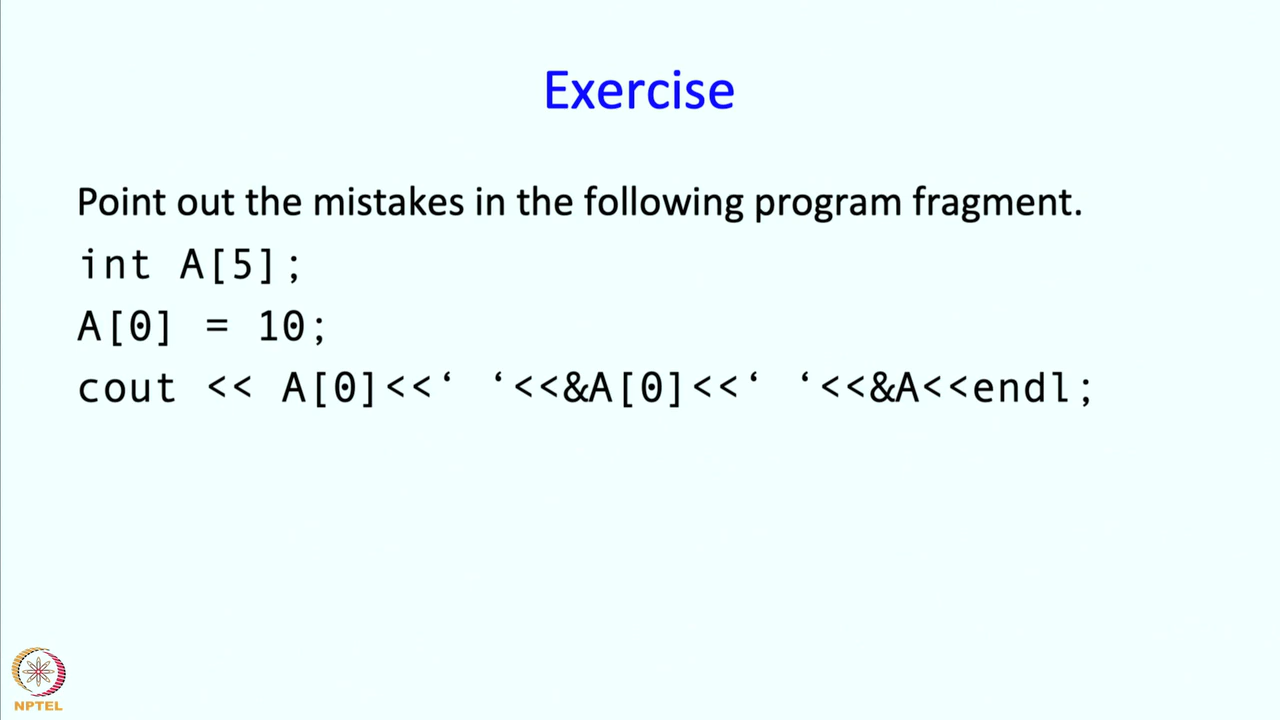 Exercise
Point out the mistakes in the following program fragment.
int A[5];
A[0] = 10;
cout << A[0]<<‘ ‘<<&A[0]<<‘ ‘<<&A<<endl;
NPTEL